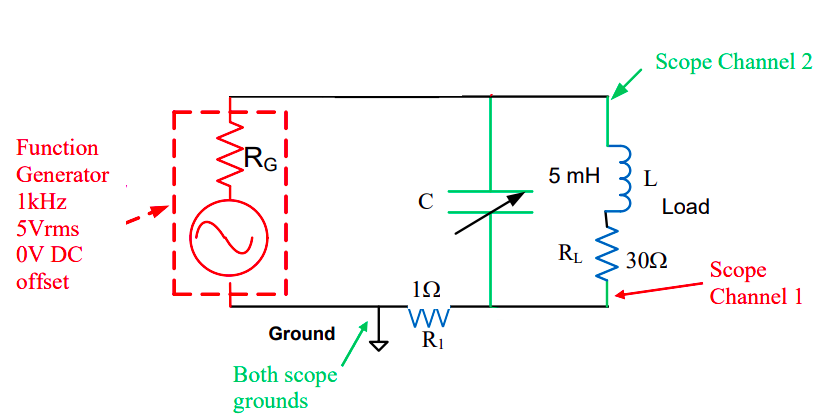 Scope Channel 2
Function
Generator
1kHz
5Vrms
0V DC
offset
RG
C
5 mH
L
Load
RL
30Ω
Scope
Channel 1
1Ω
R1
Ground
Both scope
grounds